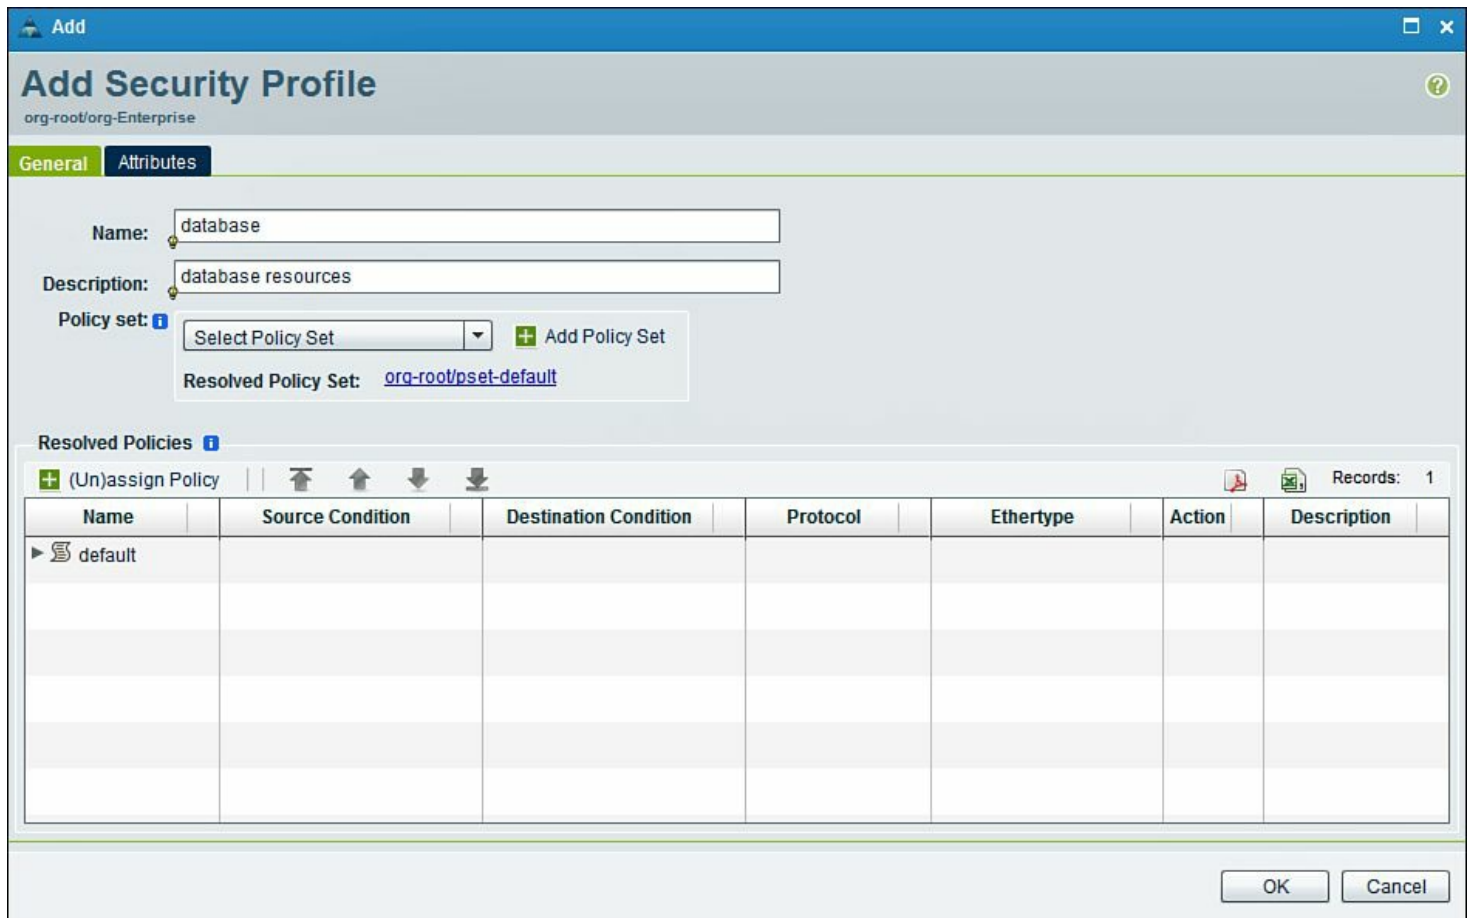 Add
Add Security Profile
org-root/org-Enterprise
General Attributes
Name: database
Description: database resources
Policy set: Select Policy Set Add Policy Set
Resolved Policy Set: org-root/pset-default
Resolved Policies
(Un)assign Policy Records: 1
Name Source Condition Destination Condition Protocol Ethertype Action Description
default
OK Cancel